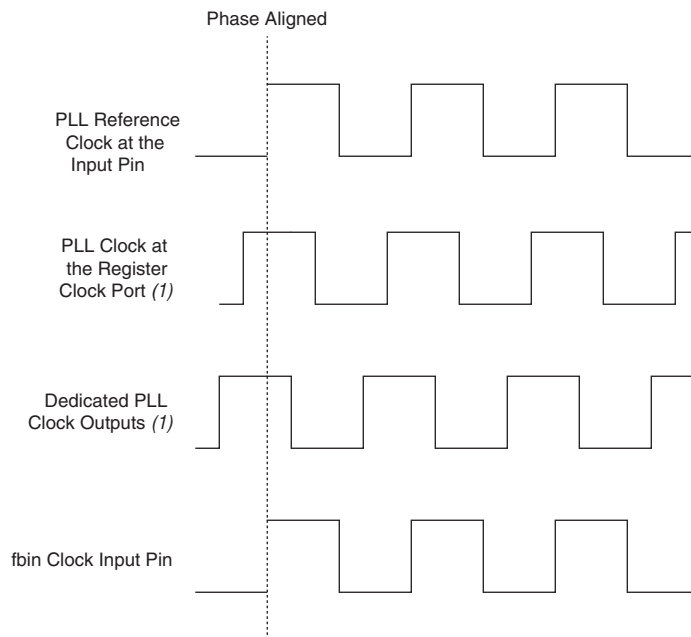 Phase Aligned
PLL Reference
Clock at the
Input Pin
PLL Clock at
the Register
Clock Port (1)
Dedicated PLL
Clock Outputs (1)
fbin Clock Input Pin